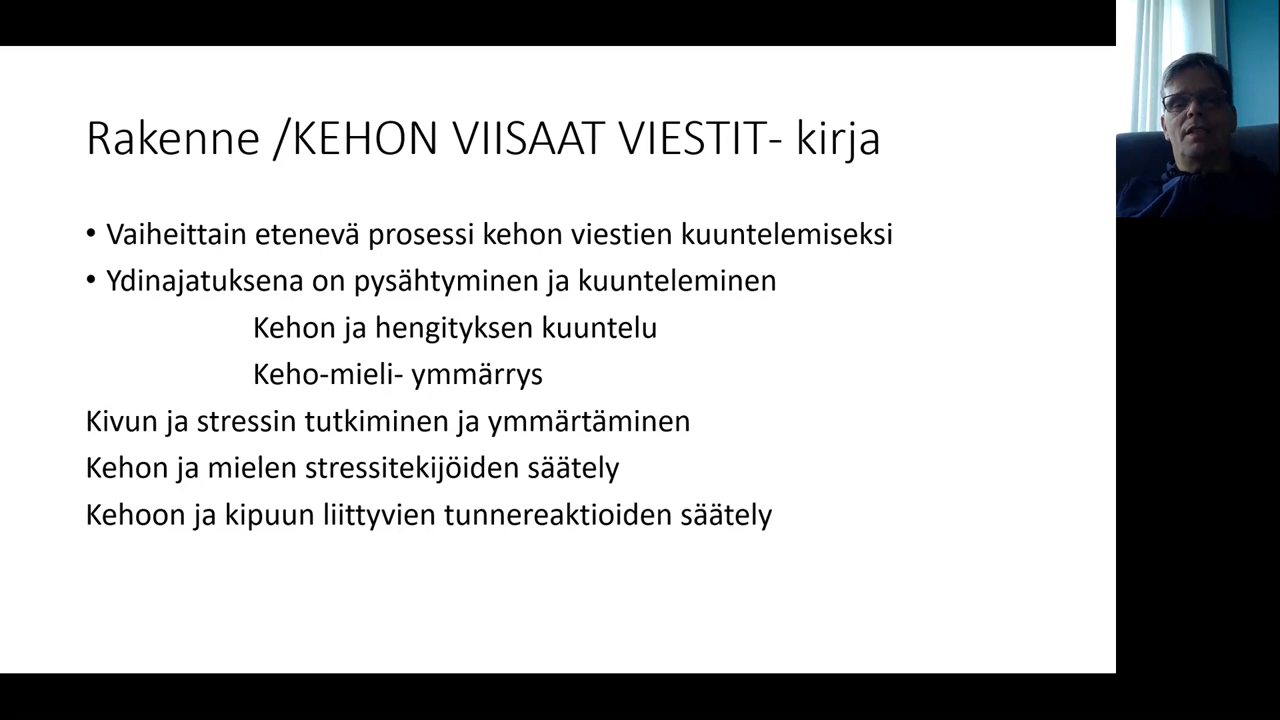 Rakenne /KEHON VIISAAT VIESTIT- kirja
• Vaiheittain etenevä prosessi kehon viestien kuuntelemiseksi
• Ydinajatuksena on pysähtyminen ja kuunteleminen
Kehon ja hengityksen kuuntelu
Keho-mieli- ymmärrys
Kivun ja stressin tutkiminen ja ymmärtäminen
Kehon ja mielen stressitekijöiden säätely
Kehoon ja kipuun liittyvien tunnereaktioiden säätely